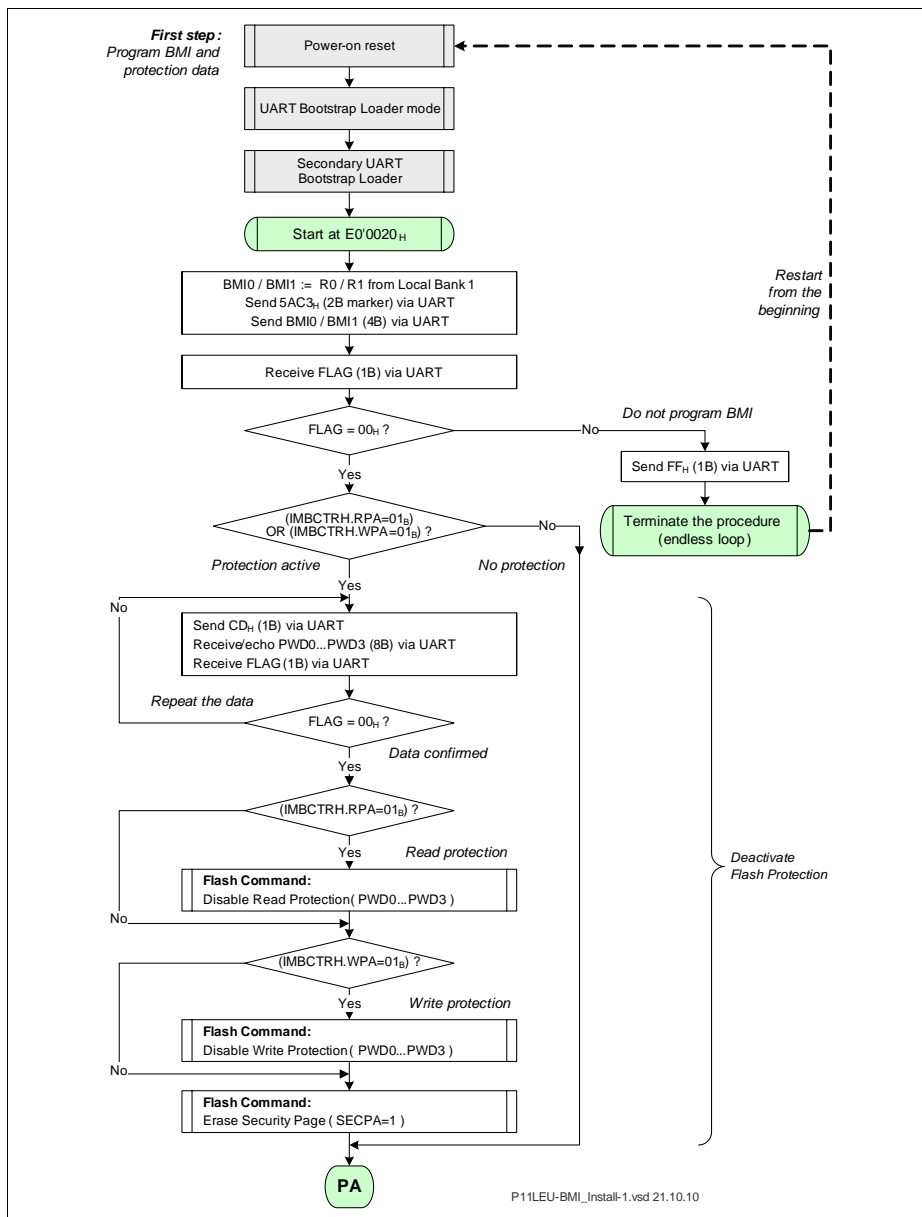 First step :
Program BMI and
protection data
Power-on reset
UART Bootstrap Loader mode
Secondary UART
Bootstrap Loader
Start at E0'0020H
BMI0 / BMI1 := R0 / R1 from Local Bank 1
Send 5AC3H (2B marker) via UART
Send BMI0 / BMI1 (4B) via UART
Restart
from the
beginning
Receive FLAG (1B) via UART
Do not program BMI
FLAG = 00H ?
No
Send FFH (1B) via UART
Yes
(IMBCTRH.RPA=01B)
OR (IMBCTRH.WPA=01B) ?
No
Terminate the procedure
(endless loop)
Protection active
No protection
Yes
No
Send CDH (1B) via UART
Receive/echo PWD0...PWD3 (8B) via UART
Receive FLAG (1B) via UART
Repeat the data
FLAG = 00H ?
Data confirmed
Yes
(IMBCTRH.RPA=01B) ?
Yes
Read protection
Deactivate
Flash Protection
Flash Command:
Disable Read Protection( PWD0...PWD3 )
No
(IMBCTRH.WPA=01B) ?
Yes
Write protection
Flash Command:
Disable Write Protection( PWD0...PWD3 )
No
Flash Command:
Erase Security Page ( SECPA=1 )
PA
P11LEU-BMI_Install-1.vsd 21.10.10